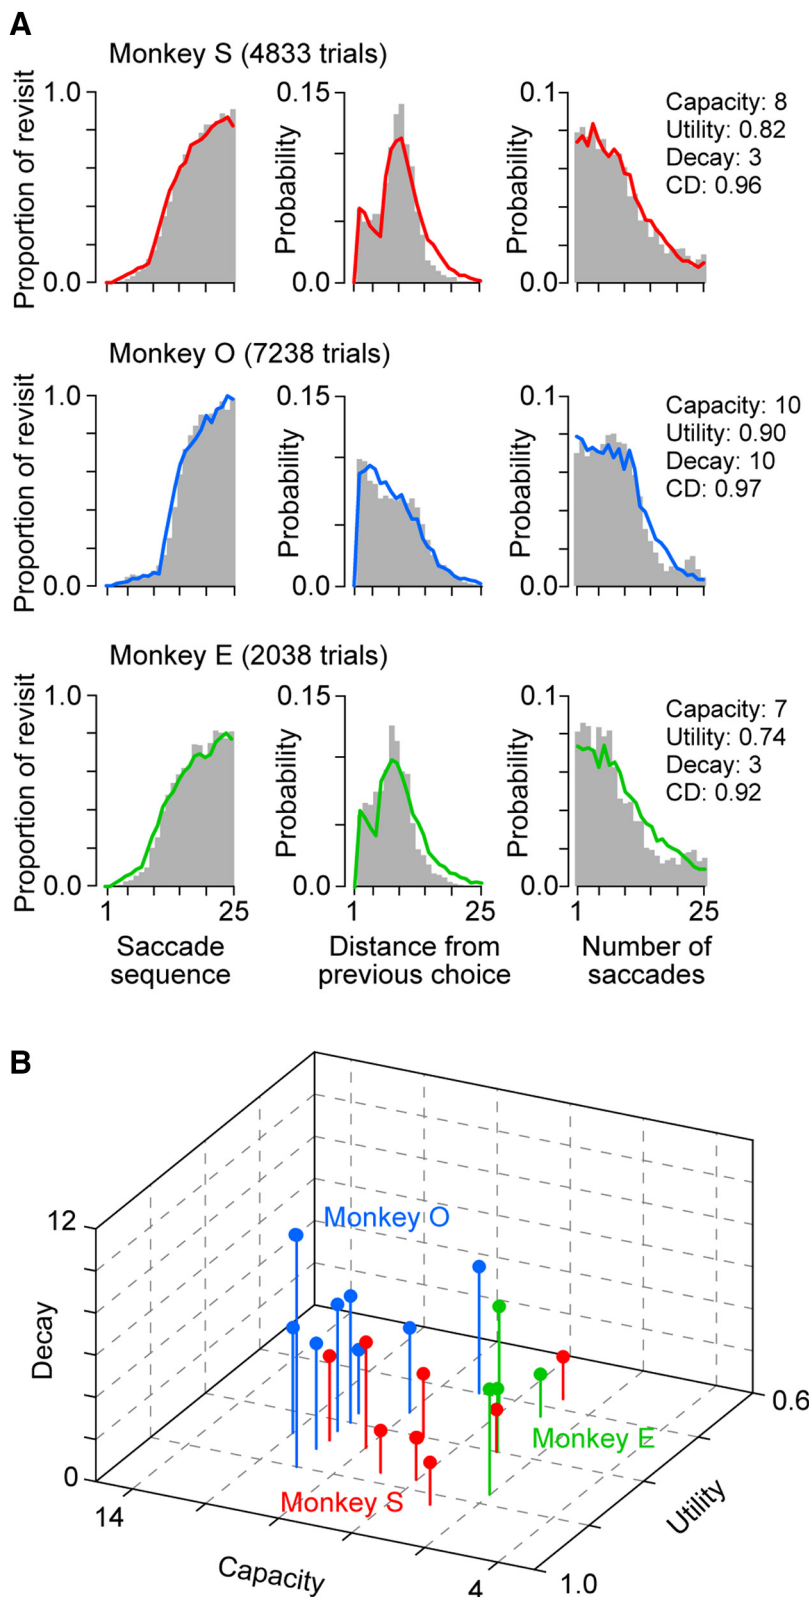 A
Monkey S (4833 trials)
Proportion of revisit
1.0
0.0
Probability
0.15
0.0
Probability
0.1
0.0
Capacity: 8
Utility: 0.82
Decay: 3
CD: 0.96
Monkey O (7238 trials)
Proportion of revisit
1.0
0.0
Probability
0.15
0.0
Probability
0.1
0.0
Capacity: 10
Utility: 0.90
Decay: 10
CD: 0.97
Monkey E (2038 trials)
Proportion of revisit
1.0
0.0
Probability
0.15
0.0
Probability
0.1
0.0
Capacity: 7
Utility: 0.74
Decay: 3
CD: 0.92
1 25
1 25
1 25
Saccade
sequence
Distance from
previous choice
Number of
saccades
B
12
Decay
0
Monkey O
Monkey E
Monkey S
14
Capacity
4
1.0
Utility
0.6